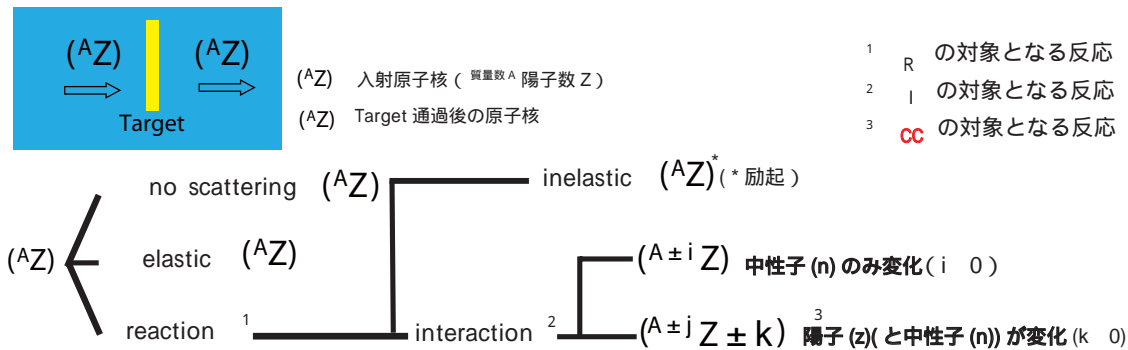 (ᴬZ) (ᴬZ)
Target
(ᴬZ) 入射原子核 ( 質量数 A 陽子数 Z )
(ᴬZ) Target 通過後の原子核
1 R の対象となる反応
2 I の対象となる反応
3 CC の対象となる反応
no scattering (ᴬZ)
inelastic (ᴬZ)* ( * 励起 )
(ᴬZ)
elastic (ᴬZ)
(A ± i Z) 中性子 (n) のみ変化 ( i 0 )
reaction 1
interaction 2
(A ± j Z ± k) 3 陽子 (z)( と中性子 (n)) が変化 (k 0)